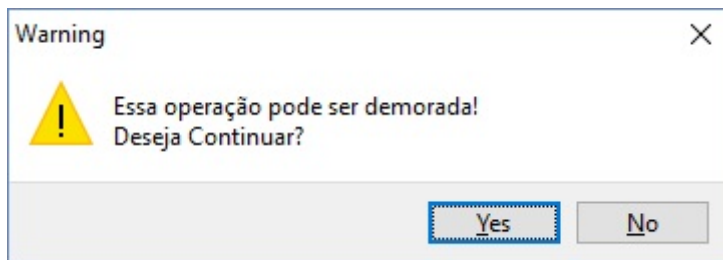 Warning
Essa operação pode ser demorada!
Deseja Continuar?
Yes No